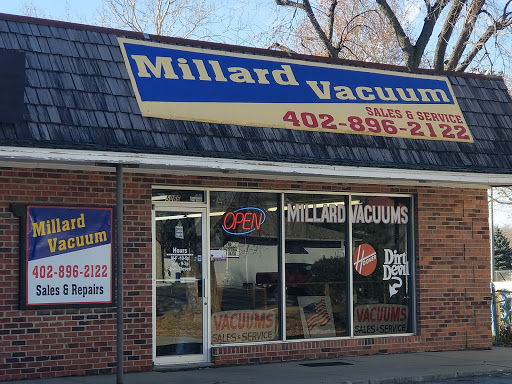 Millard Vacuum
SALES & SERVICE
402-896-2122
OPEN
MILLARD VACUUMS
Millard
Vacuum
402-896-2122
Sales & Repairs
Hours
HOOVER
Dirt
Devil
VACUUMS
SALES & SERVICE
VACUUMS
SALES & SERVICE